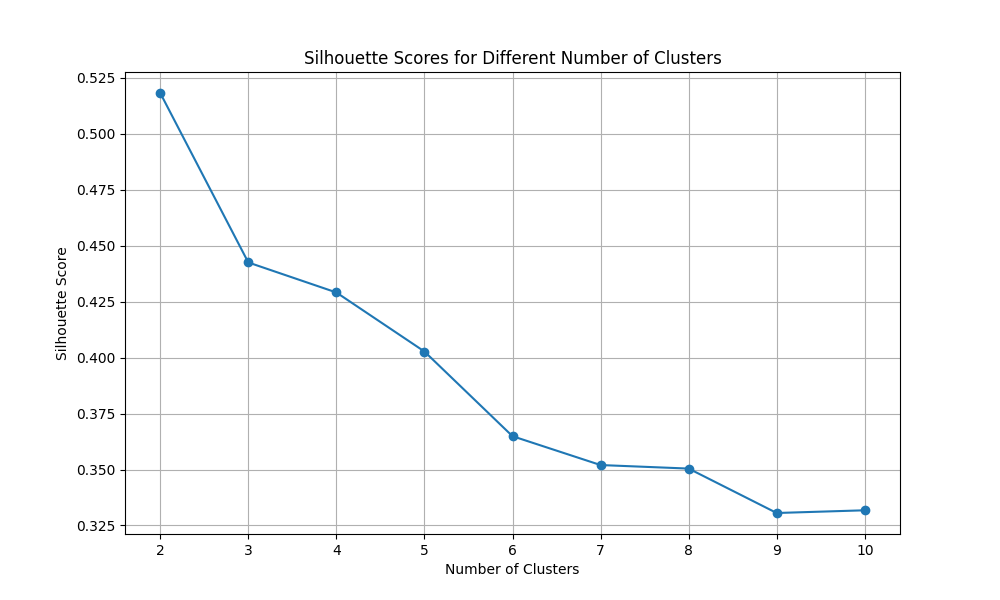 Silhouette Scores for Different Number of Clusters
0.525
0.500
0.475
0.450
0.425
0.400
0.375
0.350
0.325
Silhouette Score
2 3 4 5 6 7 8 9 10
Number of Clusters